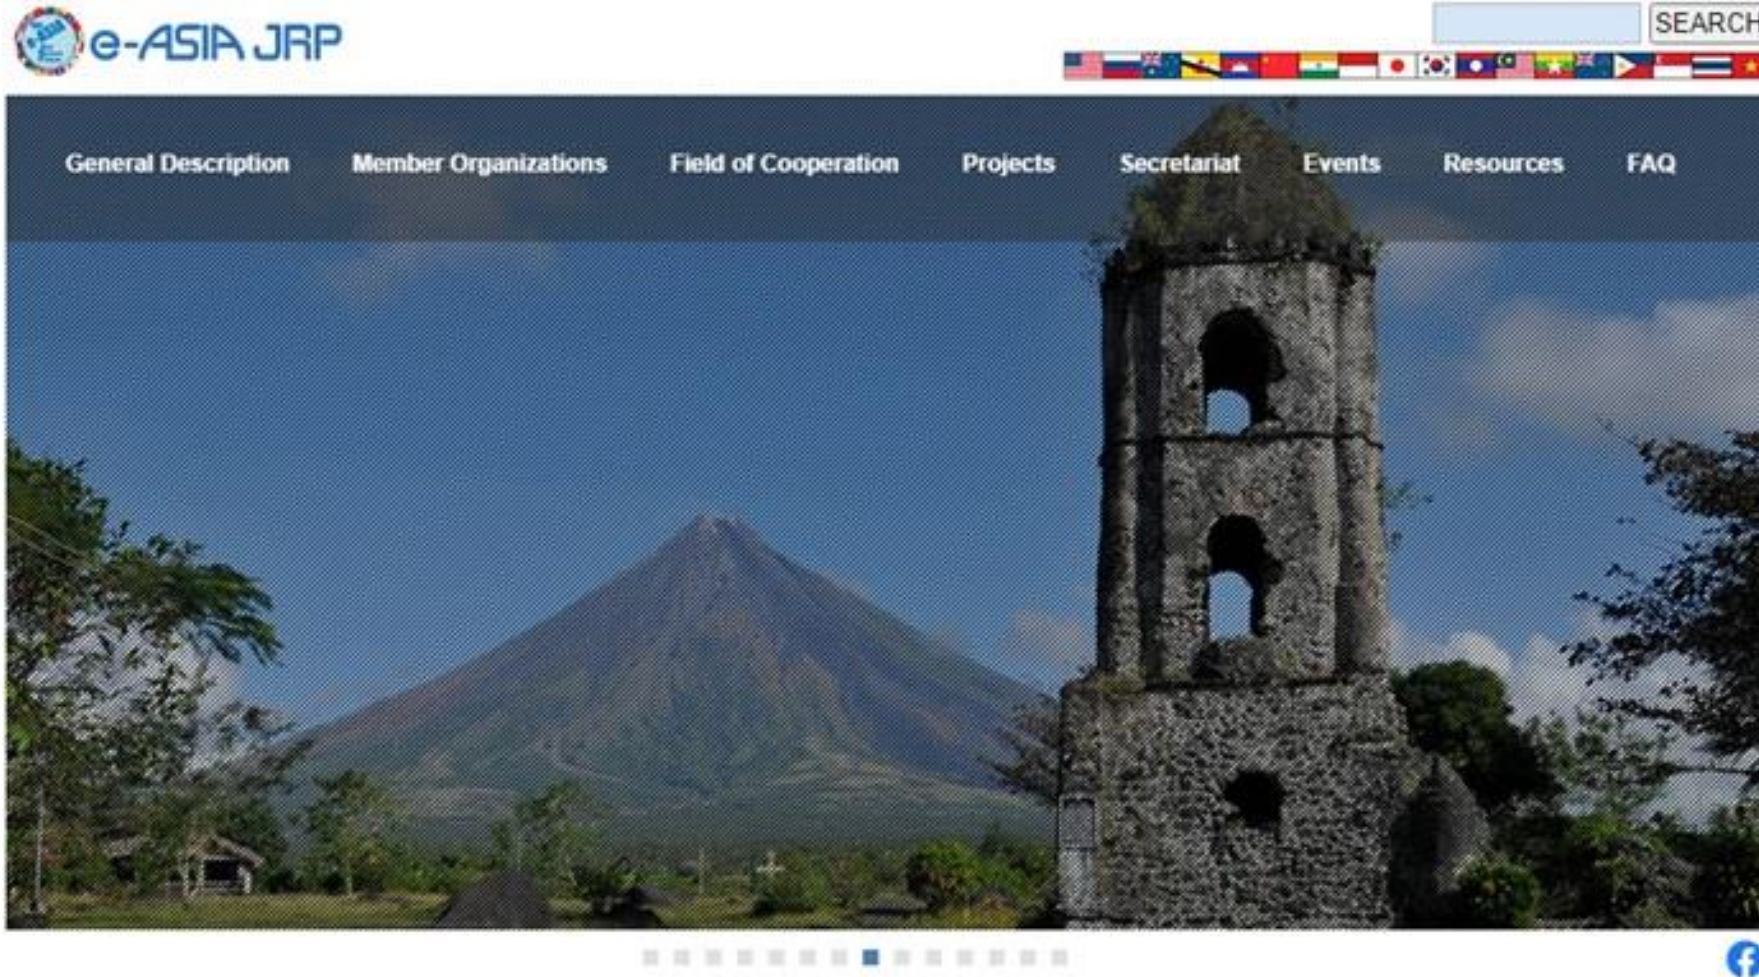 e-ASIA JRP
SEARCH
General Description Member Organizations Field of Cooperation Projects Secretariat Events Resources FAQ